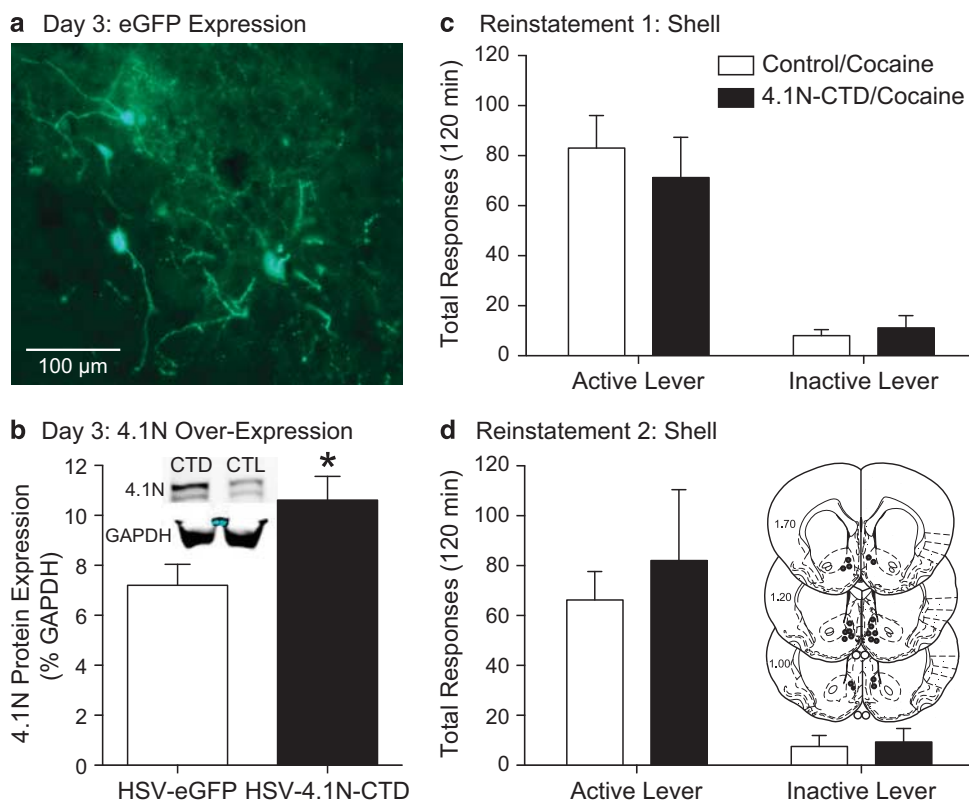 a Day 3: eGFP Expression
100 µm
b Day 3: 4.1N Over-Expression
4.1N Protein Expression
(% GAPDH)
12
10
8
6
4
2
0
CTD CTL
4.1N
GAPDH
*
HSV-eGFP HSV-4.1N-CTD
c Reinstatement 1: Shell
Total Responses (120 min)
120
100
80
60
40
20
0
Control/Cocaine
4.1N-CTD/Cocaine
Active Lever Inactive Lever
d Reinstatement 2: Shell
Total Responses (120 min)
120
100
80
60
40
20
0
1.70
1.20
1.00
Active Lever Inactive Lever